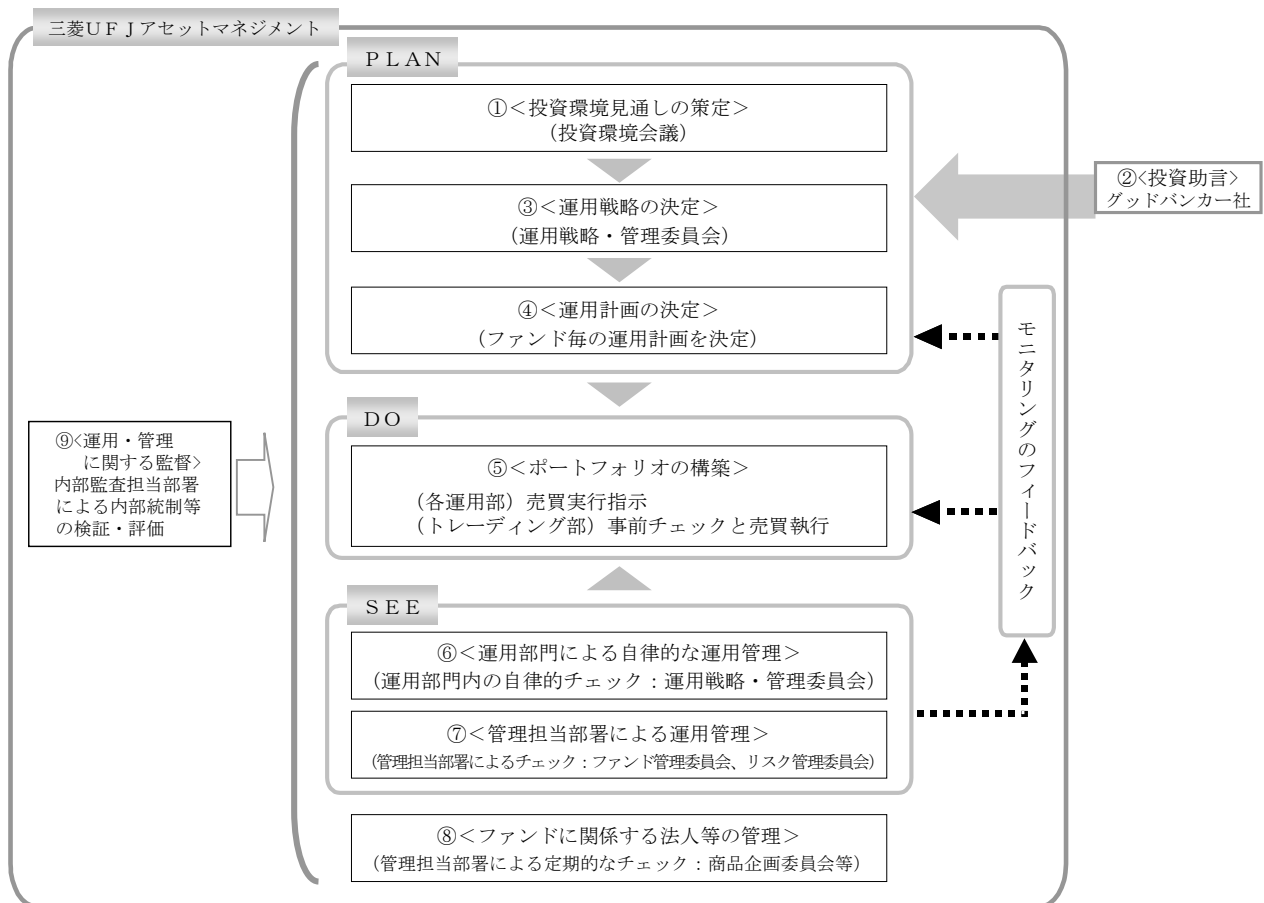 三菱UFJアセットマネジメント
PLAN
①<投資環境見通しの策定>
(投資環境会議)
②<投資助言>
グッドバンカー社
③<運用戦略の決定>
(運用戦略・管理委員会)
④<運用計画の決定>
(ファンド毎の運用計画を決定)
モニタリングのフィードバック
DO
⑤<ポートフォリオの構築>
(各運用部)売買実行指示
(トレーディング部)事前チェックと売買執行
⑨<運用・管理
に関する監督>
内部監査担当部署
による内部統制等
の検証・評価
SEE
⑥<運用部門による自律的な運用管理>
(運用部門内の自律的チェック:運用戦略・管理委員会)
⑦<管理担当部署による運用管理>
(管理担当部署によるチェック:ファンド管理委員会、リスク管理委員会)
⑧<ファンドに関係する法人等の管理>
(管理担当部署による定期的なチェック:商品企画委員会等)